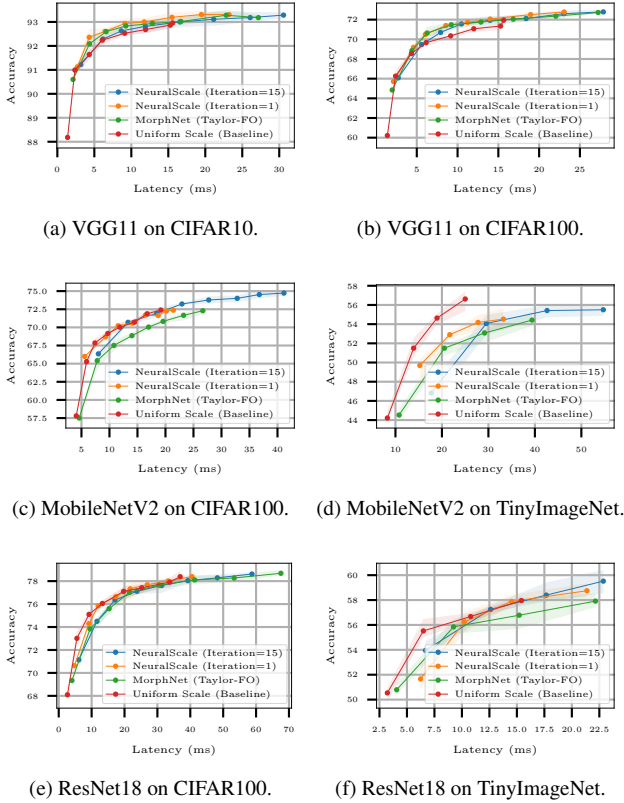 93
92
91
90
89
88
Accuracy
NeuralScale (Iteration=15)
NeuralScale (Iteration=1)
MorphNet (Taylor-FO)
Uniform Scale (Baseline)
0 5 10 15 20 25 30
Latency (ms)
(a) VGG11 on CIFAR10.
72
70
68
66
64
62
60
Accuracy
NeuralScale (Iteration=15)
NeuralScale (Iteration=1)
MorphNet (Taylor-FO)
Uniform Scale (Baseline)
5 10 15 20 25
Latency (ms)
(b) VGG11 on CIFAR100.
75.0
72.5
70.0
67.5
65.0
62.5
60.0
57.5
Accuracy
NeuralScale (Iteration=15)
NeuralScale (Iteration=1)
MorphNet (Taylor-FO)
Uniform Scale (Baseline)
5 10 15 20 25 30 35 40
Latency (ms)
(c) MobileNetV2 on CIFAR100.
56
54
52
50
48
46
44
Accuracy
NeuralScale (Iteration=15)
NeuralScale (Iteration=1)
MorphNet (Taylor-FO)
Uniform Scale (Baseline)
10 20 30 40 50
Latency (ms)
(d) MobileNetV2 on TinyImageNet.
78
76
74
72
70
68
Accuracy
NeuralScale (Iteration=15)
NeuralScale (Iteration=1)
MorphNet (Taylor-FO)
Uniform Scale (Baseline)
0 10 20 30 40 50 60 70
Latency (ms)
(e) ResNet18 on CIFAR100.
60
58
56
54
52
50
Accuracy
NeuralScale (Iteration=15)
NeuralScale (Iteration=1)
MorphNet (Taylor-FO)
Uniform Scale (Baseline)
2.5 5.0 7.5 10.0 12.5 15.0 17.5 20.0 22.5
Latency (ms)
(f) ResNet18 on TinyImageNet.